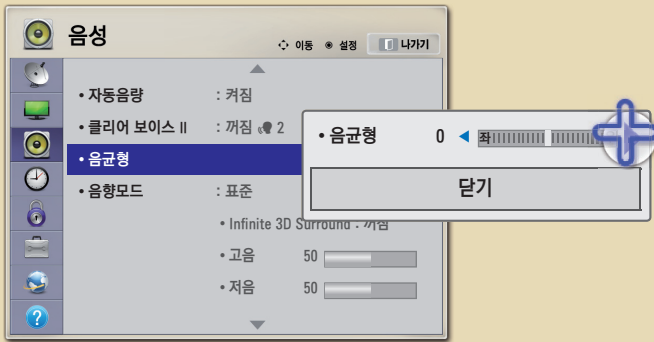 음성
이동 ◉ 설정 나가기
• 자동음량 : 켜짐
• 클리어 보이스 II : 꺼짐 2
• 음균형
• 음향모드 : 표준
• Infinite 3D Surround : 꺼짐
• 고음 50
• 저음 50
?
• 음균형 0 ◀ 좌
닫기